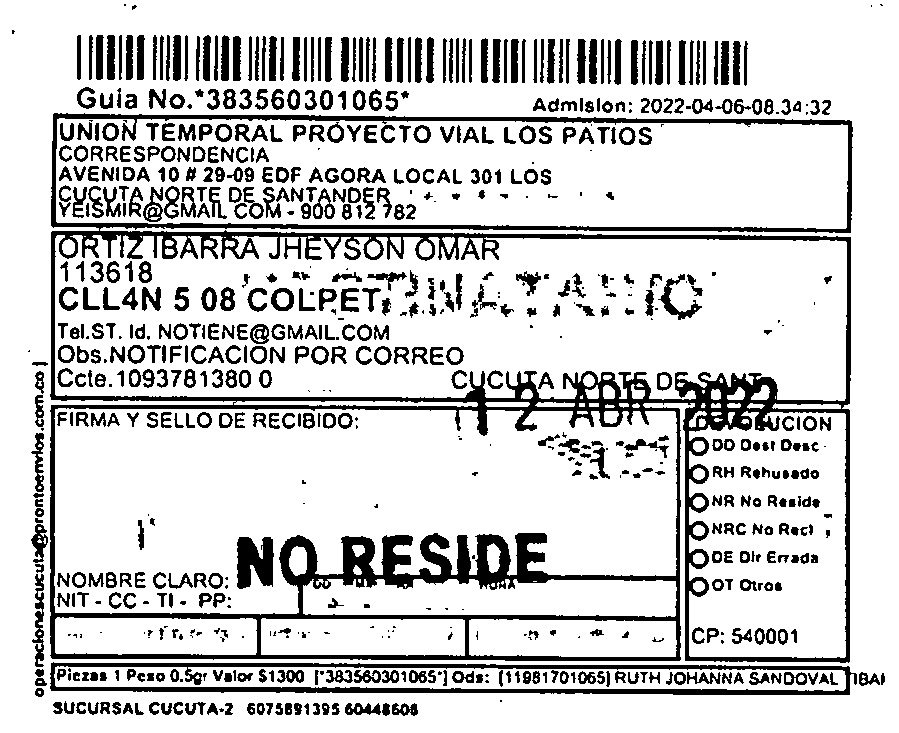 Guia No.*383560301065*
Admision: 2022-04-06-08.34:32
UNION TEMPORAL PROYECTO VIAL LOS PATIOS
CORRESPONDENCIA
AVENIDA 10 # 29-09 EDF AGORA LOCAL 301 LOS
CUCUTA NORTE DE SANTANDER
YEISMIR@GMAIL COM - 900 812 782
ORTIZ IBARRA JHEYSON OMAR
113618
CLL4N 5 08 COLPET
Tel.ST. Id. NOTIENE@GMAIL.COM
Obs.NOTIFICACION POR CORREO
Ccte.1093781380 0
CUCUTA NORTE DE SANT
12 ABR 2022
FIRMA Y SELLO DE RECIBIDO:
DEVOLUCION
DD Dest Desc
RH Rehusado
NR No Reside
NRC No Recl
DE Dir Errada
OT Otros
NO RESIDE
NOMBRE CLARO:
HORA
NIT - CC - TI - PP:
CP: 540001
Piezas 1 Peso 0.5gr Valor $1300 [*383560301065*] Ods: [11981701065] RUTH JOHANNA SANDOVAL TIBA
SUCURSAL CUCUTA-2 6075891395 60448608
operacionescucuta@prontoenvios.com.co |